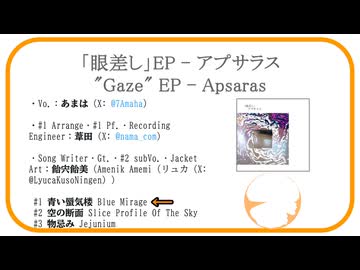 「眼差し」EP – アプサラス
"Gaze" EP – Apsaras
・Vo.：あまは (X: @7Amaha)
・#1 Arrange・#1 Pf.・Recording
Engineer：葦田 (X: @nama_com)
・Song Writer・Gt.・#2 subVo.・Jacket
Art：飴穴飴美 (Amenik Amemi (リュカ (X:
@LyucaKusoNingen) )
#1 青い蜃気楼 Blue Mirage
#2 空の断面 Slice Profile Of The Sky
#3 物忌み Jejunium